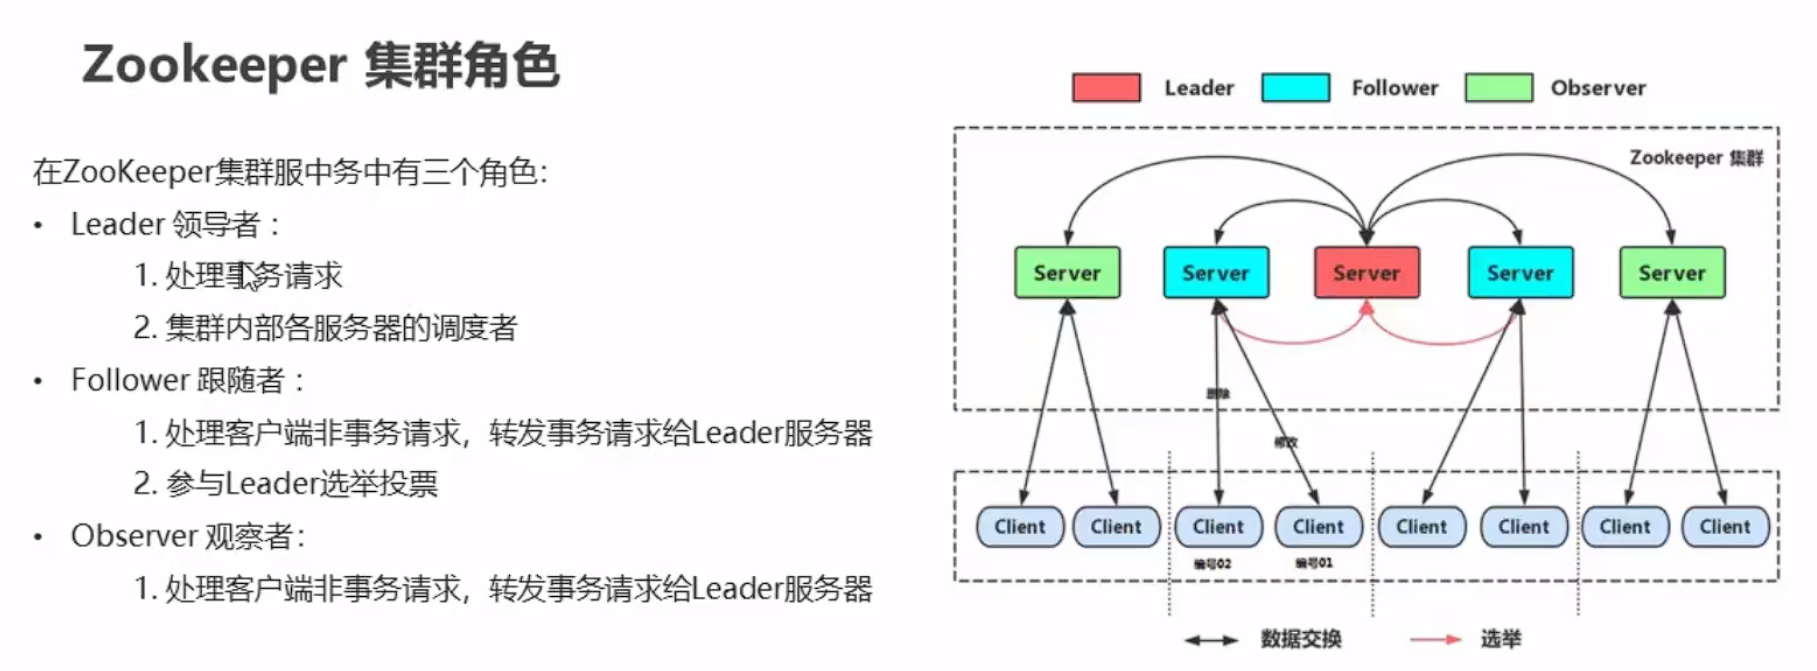 Zookeeper 集群角色
在ZooKeeper集群服中务中有三个角色：
• Leader 领导者：
1. 处理事务请求
2. 集群内部各服务器的调度者
• Follower 跟随者：
1. 处理客户端非事务请求，转发事务请求给Leader服务器
2. 参与Leader选举投票
• Observer 观察者：
1. 处理客户端非事务请求，转发事务请求给Leader服务器
Leader Follower Observer
Zookeeper 集群
Server Server Server Server Server
删除
修改
Client Client Client Client Client Client Client Client
编号02 编号01
数据交换 选举